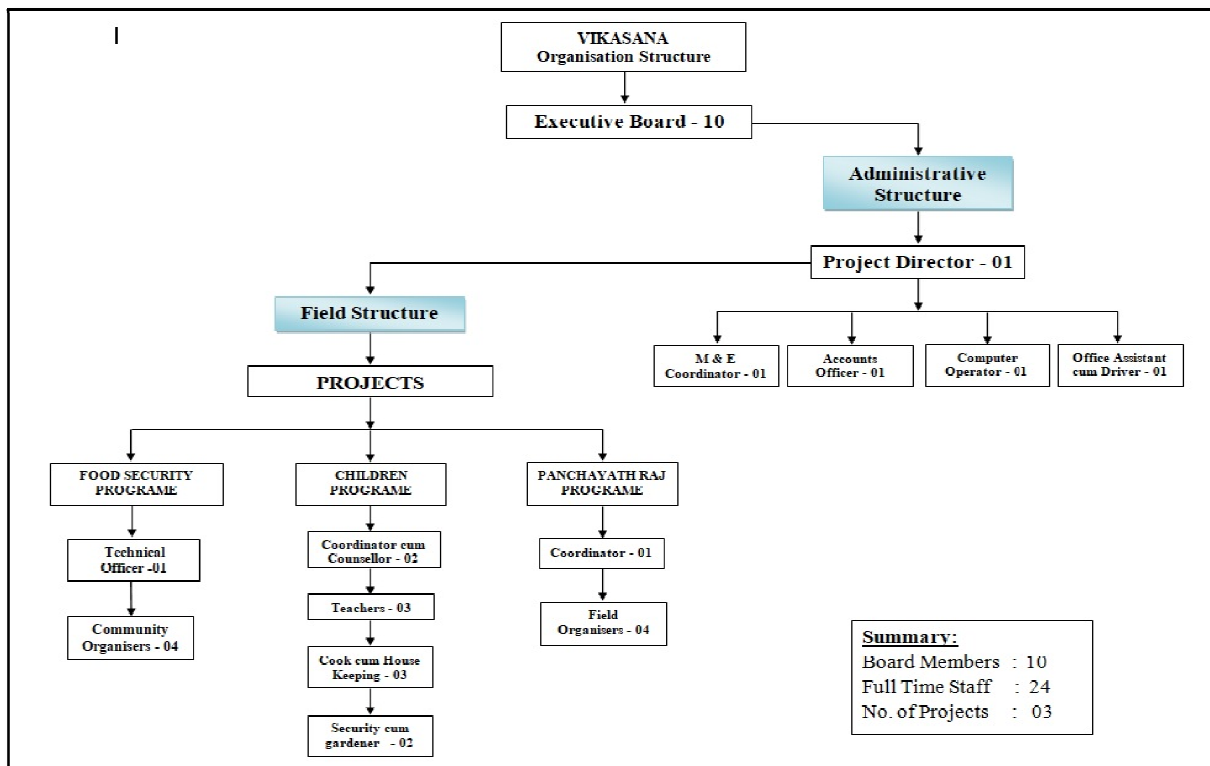 VIKASANA
Organisation Structure
Executive Board - 10
Administrative
Structure
Project Director - 01
Field Structure
M & E
Coordinator - 01
Accounts
Officer - 01
Computer
Operator - 01
Office Assistant
cum Driver - 01
PROJECTS
FOOD SECURITY
PROGRAME
CHILDREN
PROGRAME
PANCHAYATH RAJ
PROGRAME
Technical
Officer -01
Coordinator cum
Counsellor - 02
Coordinator - 01
Community
Organisers - 04
Teachers - 03
Field
Organisers - 04
Cook cum House
Keeping - 03
Security cum
gardener - 02
Summary:
Board Members : 10
Full Time Staff : 24
No. of Projects : 03